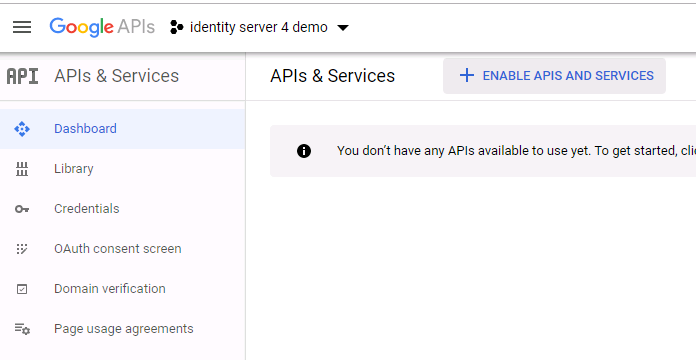 Google APIs identity server 4 demo
API APIs & Services
APIs & Services + ENABLE APIS AND SERVICES
Dashboard
Library
Credentials
OAuth consent screen
Domain verification
Page usage agreements
You don't have any APIs available to use yet. To get started, clic